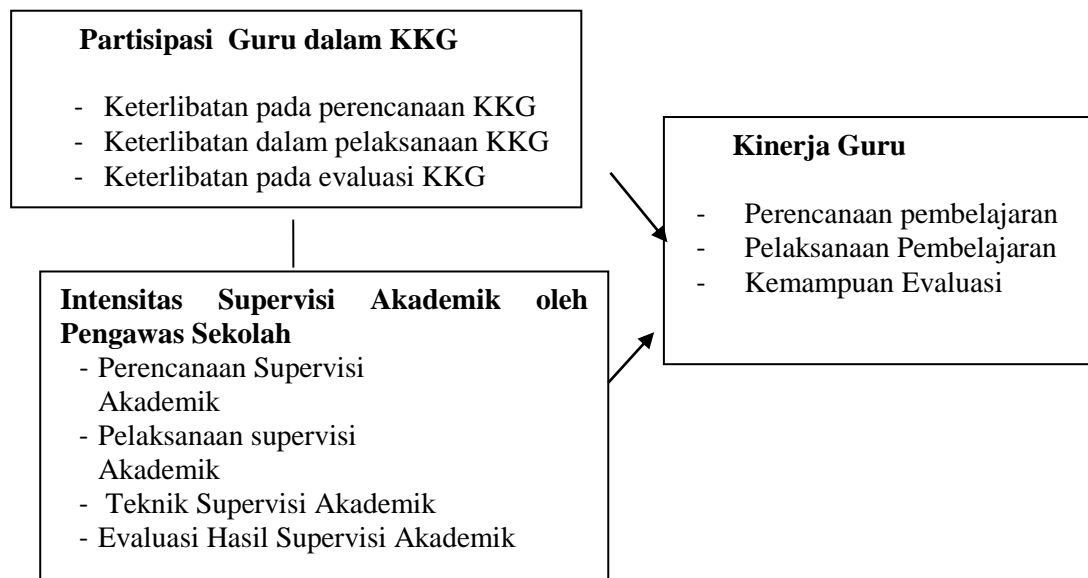 Partisipasi Guru dalam KKG
- Keterlibatan pada perencanaan KKG
- Keterlibatan dalam pelaksanaan KKG
- Keterlibatan pada evaluasi KKG
Intensitas Supervisi Akademik oleh
Pengawas Sekolah
- Perencanaan Supervisi
Akademik
- Pelaksanaan supervisi
Akademik
- Teknik Supervisi Akademik
- Evaluasi Hasil Supervisi Akademik
Kinerja Guru
- Perencanaan pembelajaran
- Pelaksanaan Pembelajaran
- Kemampuan Evaluasi